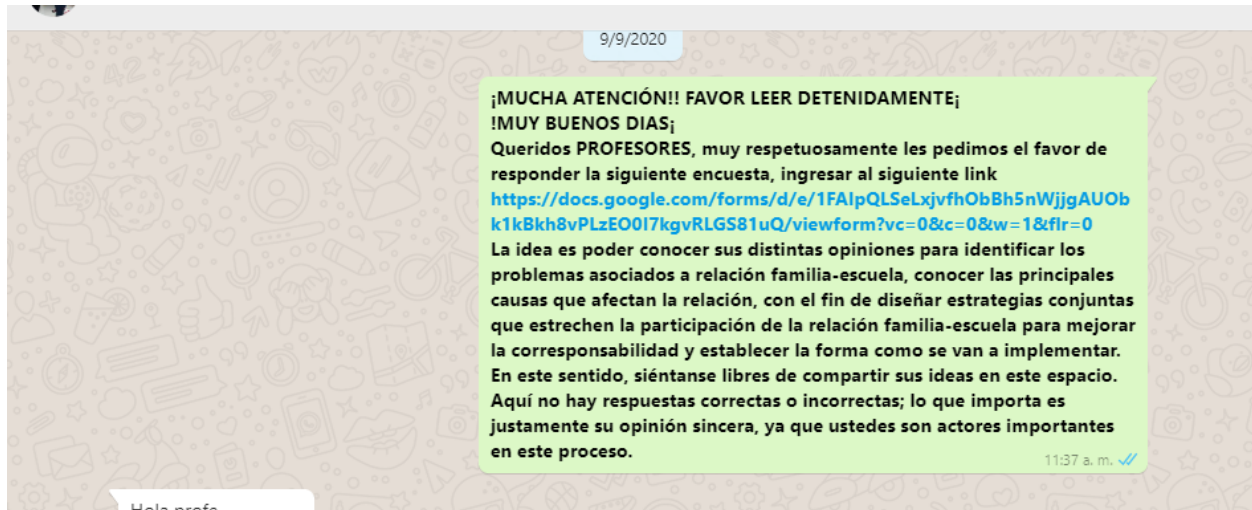 9/9/2020
¡MUCHA ATENCIÓN!! FAVOR LEER DETENIDAMENTE¡
!MUY BUENOS DIAS¡
Queridos PROFESORES, muy respetuosamente les pedimos el favor de
responder la siguiente encuesta, ingresar al siguiente link
https://docs.google.com/forms/d/e/1FAIpQLSeLxjvfhObBh5nWjjgAUOb
k1kBkh8vPLzEO0I7kgvRLGS81uQ/viewform?vc=0&c=0&w=1&flr=0
La idea es poder conocer sus distintas opiniones para identificar los
problemas asociados a relación familia-escuela, conocer las principales
causas que afectan la relación, con el fin de diseñar estrategias conjuntas
que estrechen la participación de la relación familia-escuela para mejorar
la corresponsabilidad y establecer la forma como se van a implementar.
En este sentido, siéntanse libres de compartir sus ideas en este espacio.
Aquí no hay respuestas correctas o incorrectas; lo que importa es
justamente su opinión sincera, ya que ustedes son actores importantes
en este proceso.
11:37 a. m.
Hola profe